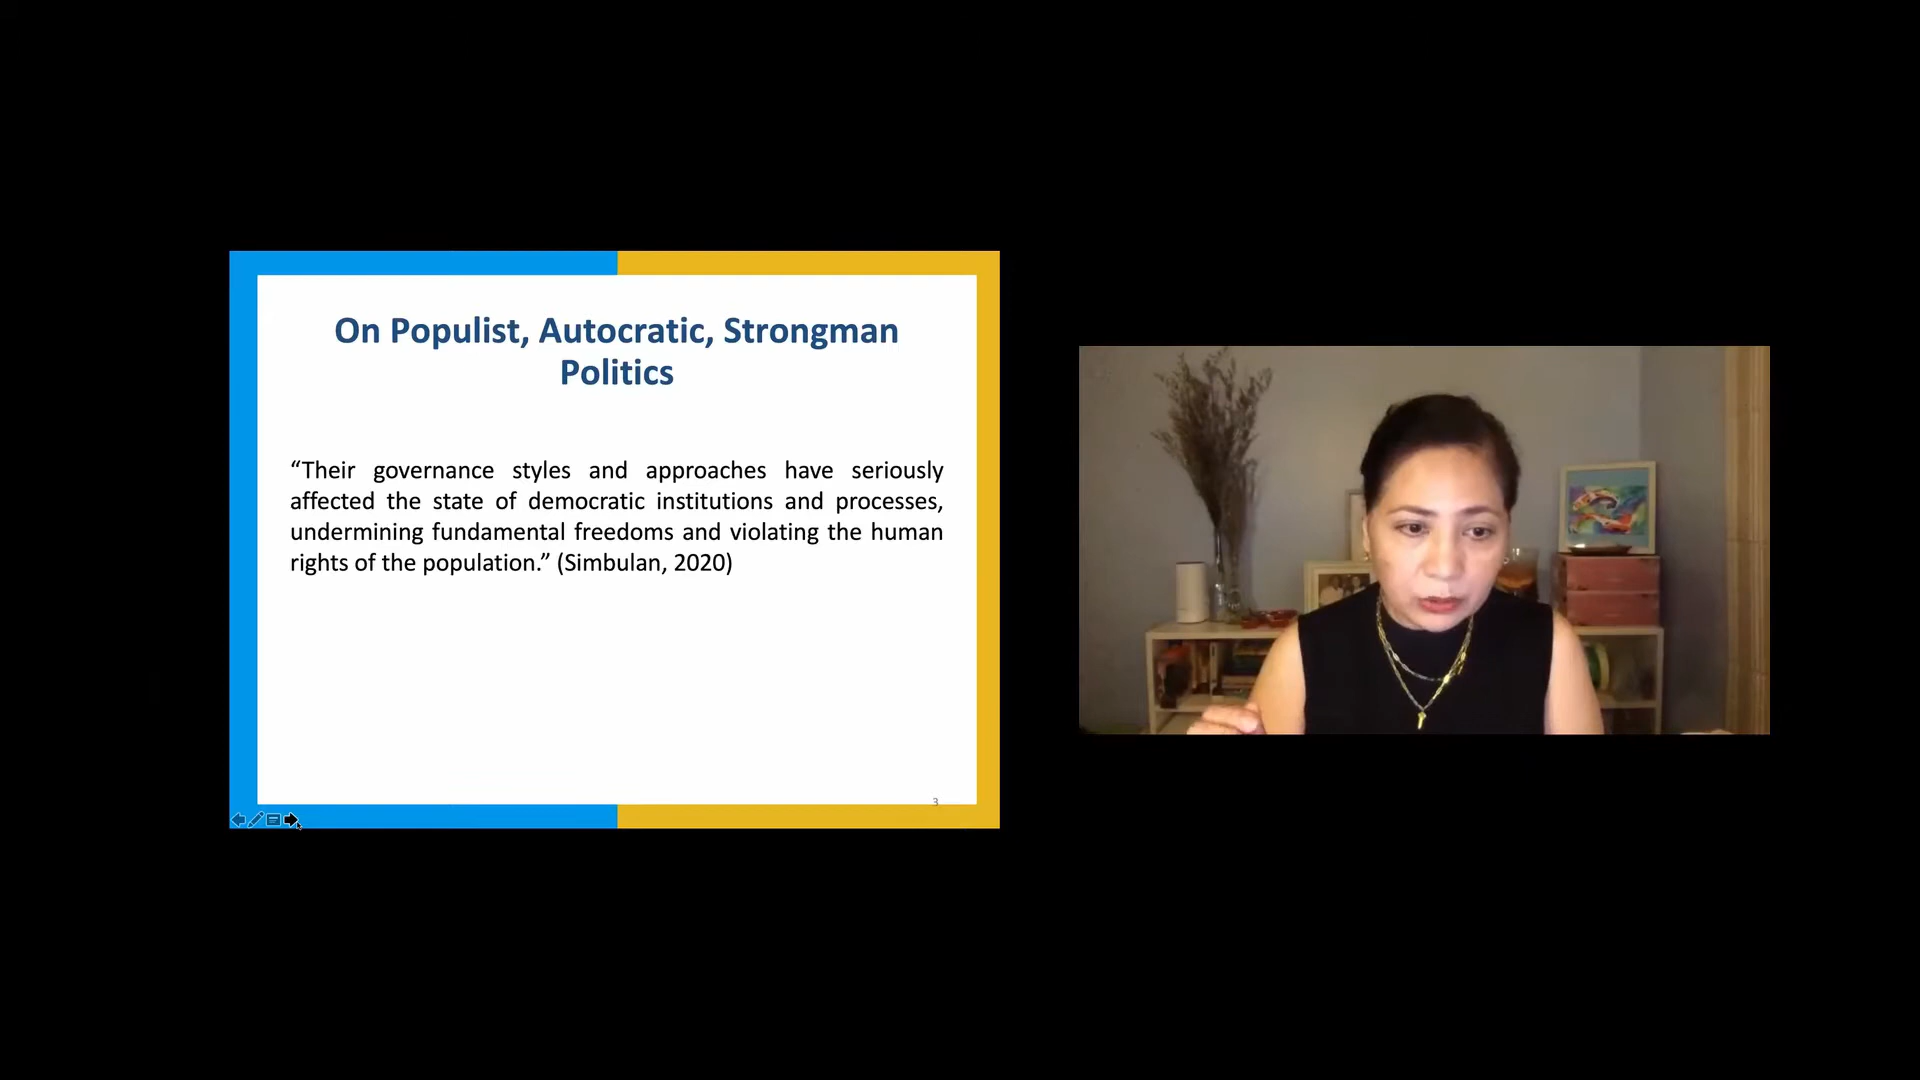 On Populist, Autocratic, Strongman
Politics
“Their governance styles and approaches have seriously
affected the state of democratic institutions and processes,
undermining fundamental freedoms and violating the human
rights of the population.” (Simbulan, 2020)
3